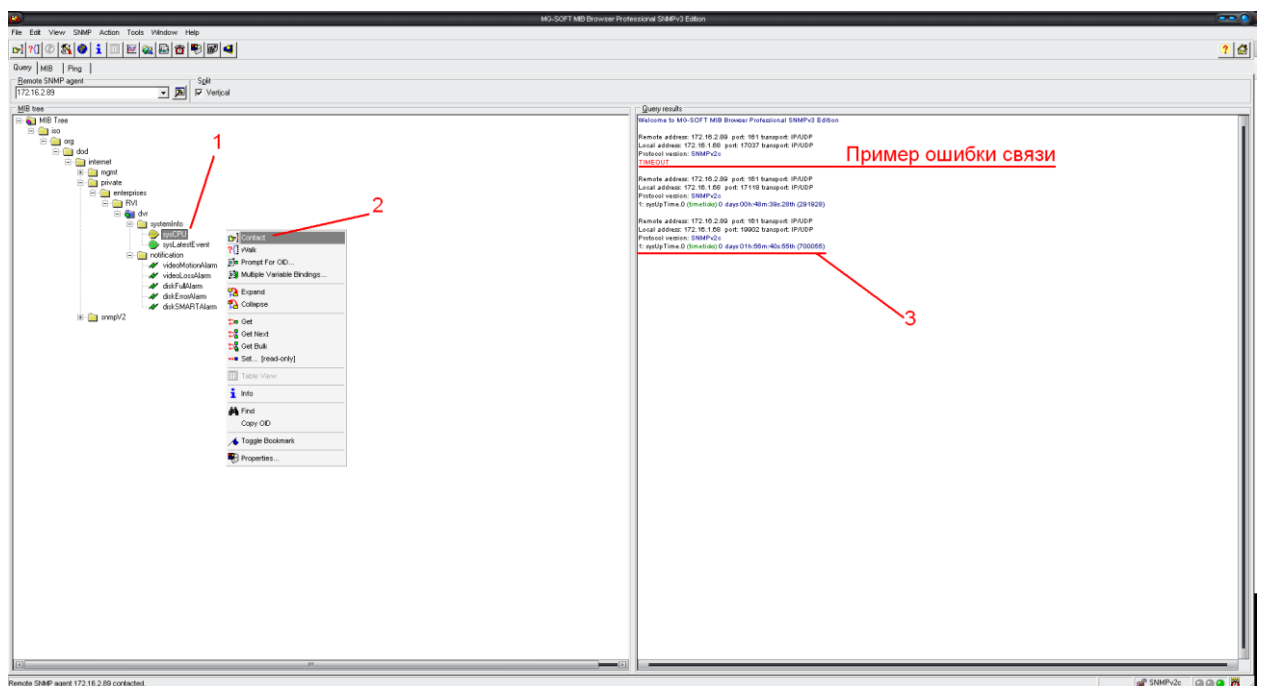 MG-SOFT MIB Browser Professional SNMPv3 Edition
File Edit View SNMP Action Tools Window Help
Query MIB Ping
Remote SNMP agent
Split
172.16.2.89
Vertical
MIB tree
MIB Tree
iso
org
dod
internet
mgmt
private
enterprises
RVI
dvr
systemInfo
sysCPU
sysLatestEvent
notification
videoMotionAlarm
videoLossAlarm
diskFullAlarm
diskErrorAlarm
diskSMARTAlarm
snmpV2
1
2
Contact
Walk
Prompt For OID...
Multiple Variable Bindings...
Expand
Collapse
Get
Get Next
Get Bulk
Set... [read-only]
Table View
Info
Find
Copy OID
Toggle Bookmark
Properties...
Query results
Welcome to MG-SOFT MIB Browser Professional SNMPv3 Edition
Remote address: 172.16.2.89 port: 161 transport: IP/UDP
Local address: 172.16.1.68 port: 17037 transport: IP/UDP
Protocol version: SNMPv2c
TIMEOUT
Пример ошибки связи
Remote address: 172.16.2.89 port: 161 transport: IP/UDP
Local address: 172.16.1.68 port: 17118 transport: IP/UDP
Protocol version: SNMPv2c
1: sysUpTime.0 (timeticks) 0 days 00h:48m:39s.28th (291928)
Remote address: 172.16.2.89 port: 161 transport: IP/UDP
Local address: 172.16.1.68 port: 19902 transport: IP/UDP
Protocol version: SNMPv2c
1: sysUpTime.0 (timeticks) 0 days 01h:56m:40s.55th (700055)
3
Remote SNMP agent 172.16.2.89 contacted.
SNMPv2c